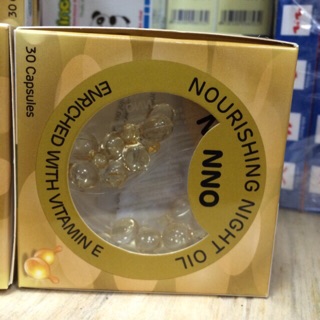 30 Capsules
NOURISHING NIGHT OIL
NNO
ENRICHED WITH VITAMIN E